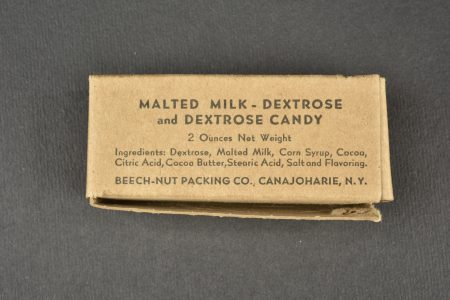 MALTED MILK - DEXTROSE
and DEXTROSE CANDY
2 Ounces Net Weight
Ingredients: Dextrose, Malted Milk, Corn Syrup, Cocoa,
Citric Acid, Cocoa Butter, Stearic Acid, Salt and Flavoring.
BEECH-NUT PACKING CO., CANAJOHARIE, N.Y.